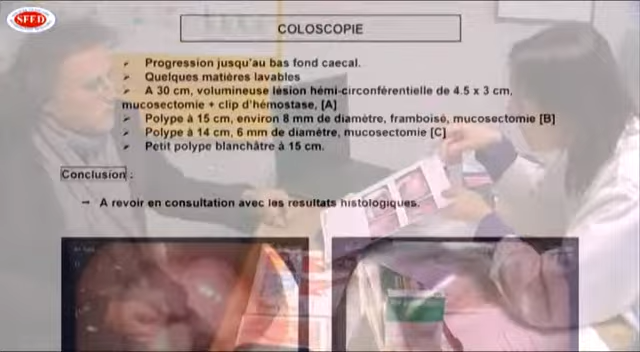 SFED
COLOSCOPIE
➢ Progression jusqu'au bas fond caecal.
➢ Quelques matières lavables
➢ A 30 cm, volumineuse lésion hémi-circonférentielle de 4.5 x 3 cm,
mucosectomie + clip d'hémostase, [A]
➢ Polype à 15 cm, environ 8 mm de diamètre, framboisé, mucosectomie [B]
➢ Polype à 14 cm, 6 mm de diamètre, mucosectomie [C]
➢ Petit polype blanchâtre à 15 cm.
Conclusion :
→ A revoir en consultation avec les resultats histologiques.